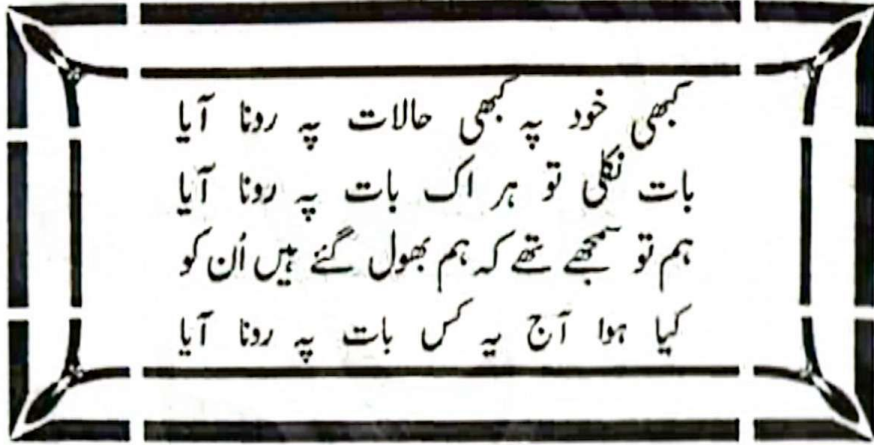 کبھی خود پہ کبھی حالات پہ رونا آیا
بات نکلی تو ہر اک بات پہ رونا آیا
ہم تو سمجھے تھے کہ ہم بھول گئے ہیں اُن کو
کیا ہوا آج یہ کس بات پہ رونا آیا